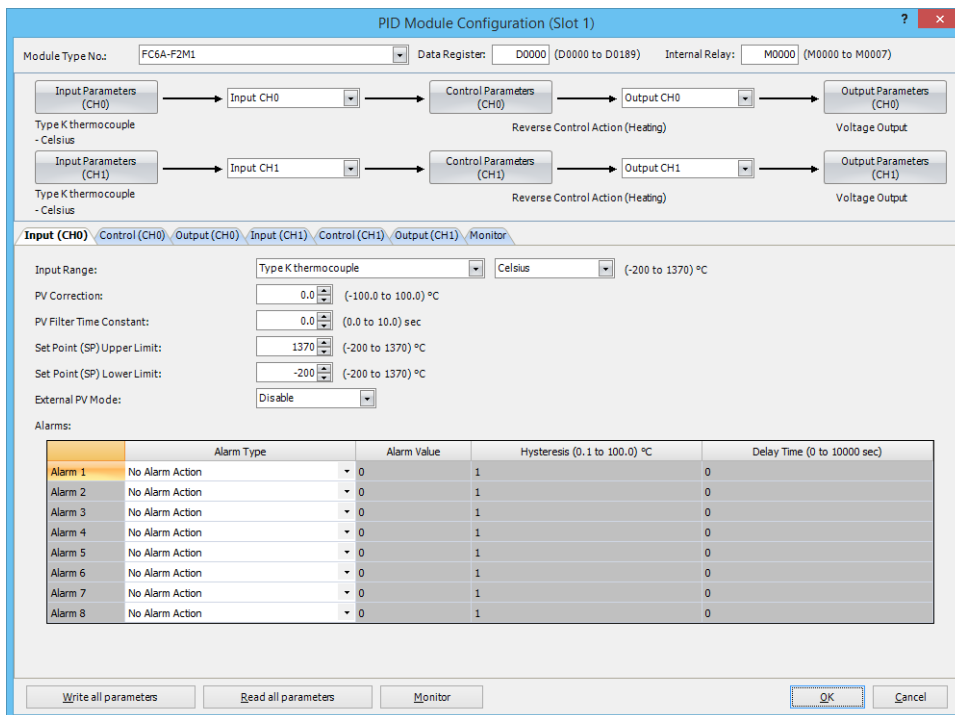 PID Module Configuration (Slot 1)
? ×
Module Type No.: FC6A-F2M1 Data Register: D0000 (D0000 to D0189) Internal Relay: M0000 (M0000 to M0007)
Input Parameters (CH0) Input CH0 Control Parameters (CH0) Output CH0 Output Parameters (CH0)
Type K thermocouple - Celsius Reverse Control Action (Heating) Voltage Output
Input Parameters (CH1) Input CH1 Control Parameters (CH1) Output CH1 Output Parameters (CH1)
Type K thermocouple - Celsius Reverse Control Action (Heating) Voltage Output
Input (CH0) Control (CH0) Output (CH0) Input (CH1) Control (CH1) Output (CH1) Monitor
Input Range: Type K thermocouple Celsius (-200 to 1370) ºC
PV Correction: 0.0 (-100.0 to 100.0) ºC
PV Filter Time Constant: 0.0 (0.0 to 10.0) sec
Set Point (SP) Upper Limit: 1370 (-200 to 1370) ºC
Set Point (SP) Lower Limit: -200 (-200 to 1370) ºC
External PV Mode: Disable
Alarms:
Alarm Type Alarm Value Hysteresis (0.1 to 100.0) ºC Delay Time (0 to 10000 sec)
Alarm 1 No Alarm Action 0 1 0
Alarm 2 No Alarm Action 0 1 0
Alarm 3 No Alarm Action 0 1 0
Alarm 4 No Alarm Action 0 1 0
Alarm 5 No Alarm Action 0 1 0
Alarm 6 No Alarm Action 0 1 0
Alarm 7 No Alarm Action 0 1 0
Alarm 8 No Alarm Action 0 1 0
Write all parameters Read all parameters Monitor OK Cancel